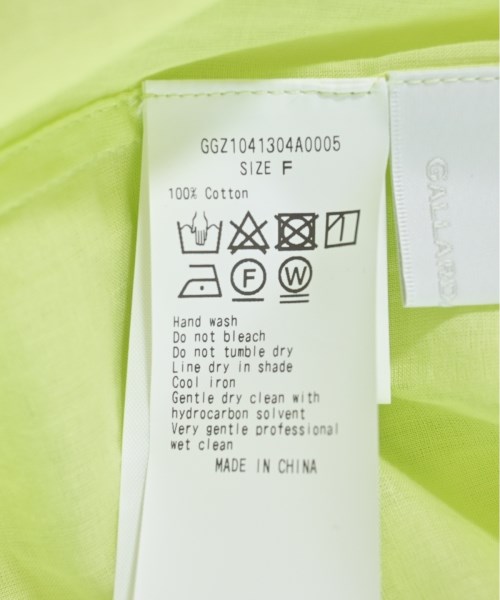 GGZ1041304A0005
SIZE F
100% Cotton
F
W
Hand wash
Do not bleach
Do not tumble dry
Line dry in shade
Cool iron
Gentle dry clean with
hydrocarbon solvent
Very gentle professional
wet clean
MADE IN CHINA